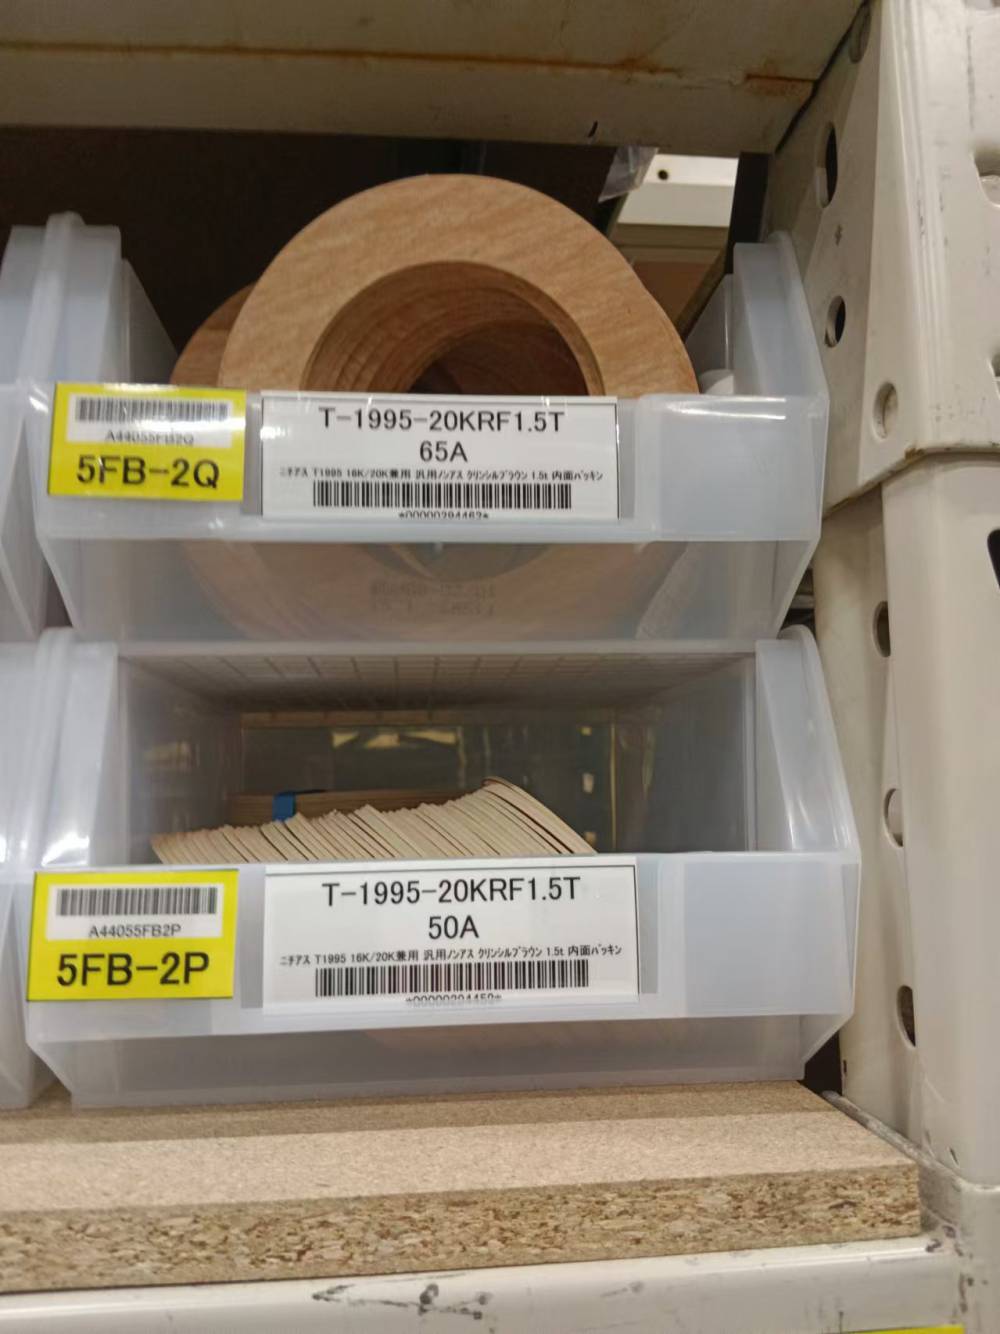 A44055FB2Q
5FB-2Q
T-1995-20KRF1.5T
65A
ニチアス T1995 16K/20K兼用 汎用ノンアス クリンシルブラウン 1.5t 内面パッキン
*00000294462*
A44055FB2P
5FB-2P
T-1995-20KRF1.5T
50A
ニチアス T1995 16K/20K兼用 汎用ノンアス クリンシルブラウン 1.5t 内面パッキン